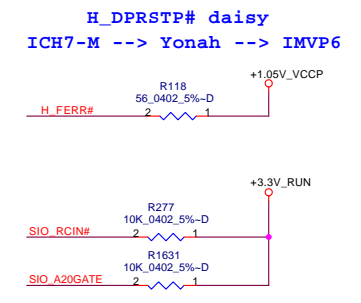 H_DPRSTP# daisy
ICH7-M --> Yonah --> IMVP6
+1.05V_VCCP
R118
56_0402_5%~D
H_FERR#
2 1
+3.3V_RUN
R277
10K_0402_5%~D
SIO_RCIN#
2 1
R1631
10K_0402_5%~D
SIO_A20GATE
2 1